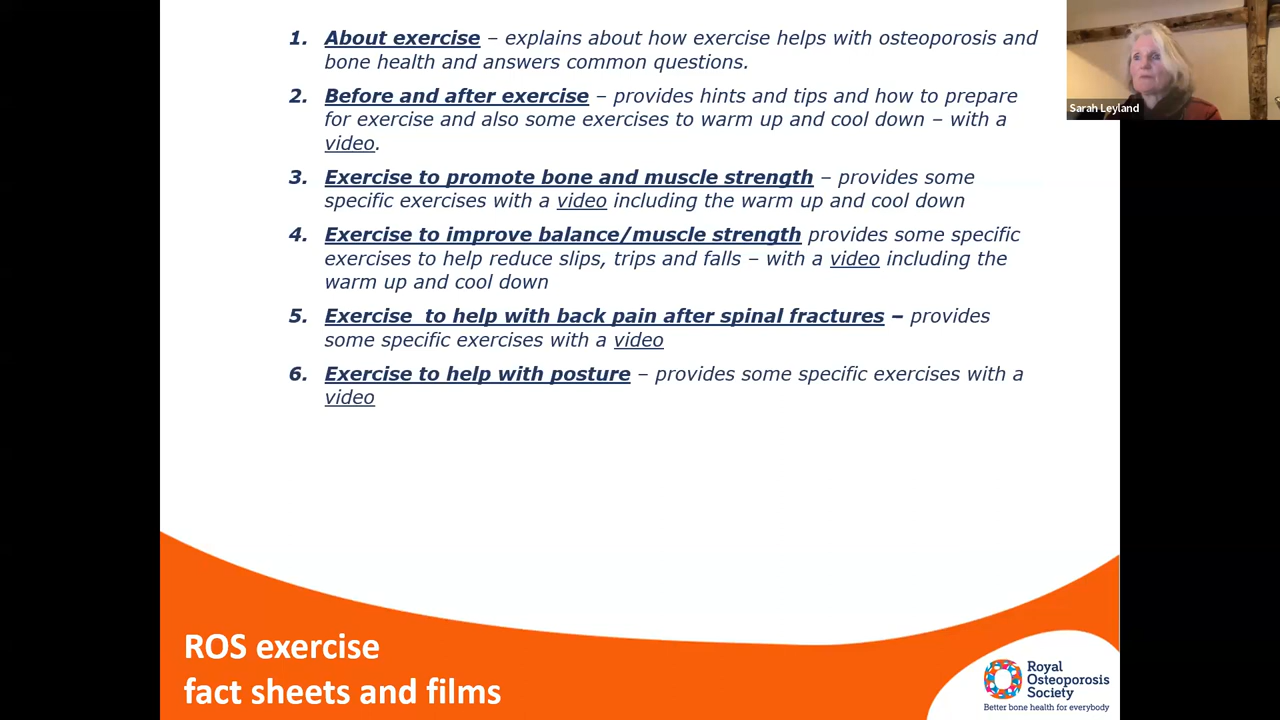 1. About exercise – explains about how exercise helps with osteoporosis and
bone health and answers common questions.
2. Before and after exercise – provides hints and tips and how to prepare
for exercise and also some exercises to warm up and cool down – with a
video.
3. Exercise to promote bone and muscle strength – provides some
specific exercises with a video including the warm up and cool down
4. Exercise to improve balance/muscle strength provides some specific
exercises to help reduce slips, trips and falls – with a video including the
warm up and cool down
5. Exercise  to help with back pain after spinal fractures – provides
some specific exercises with a video
6. Exercise to help with posture – provides some specific exercises with a
video
Sarah Leyland
ROS exercise
fact sheets and films
Royal
Osteoporosis
Society
Better bone health for everybody